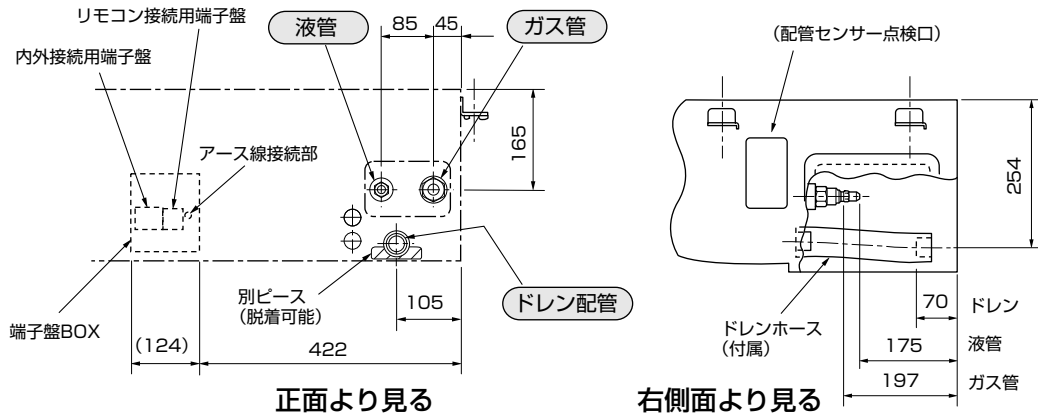 リモコン接続用端子盤
内外接続用端子盤
液管
85
45
ガス管
アース線接続部
165
別ピース
(脱着可能)
105
ドレン配管
端子盤BOX
(124)
422
正面より見る
(配管センサー点検口)
254
ドレンホース
(付属)
70
ドレン
175
液管
197
ガス管
右側面より見る